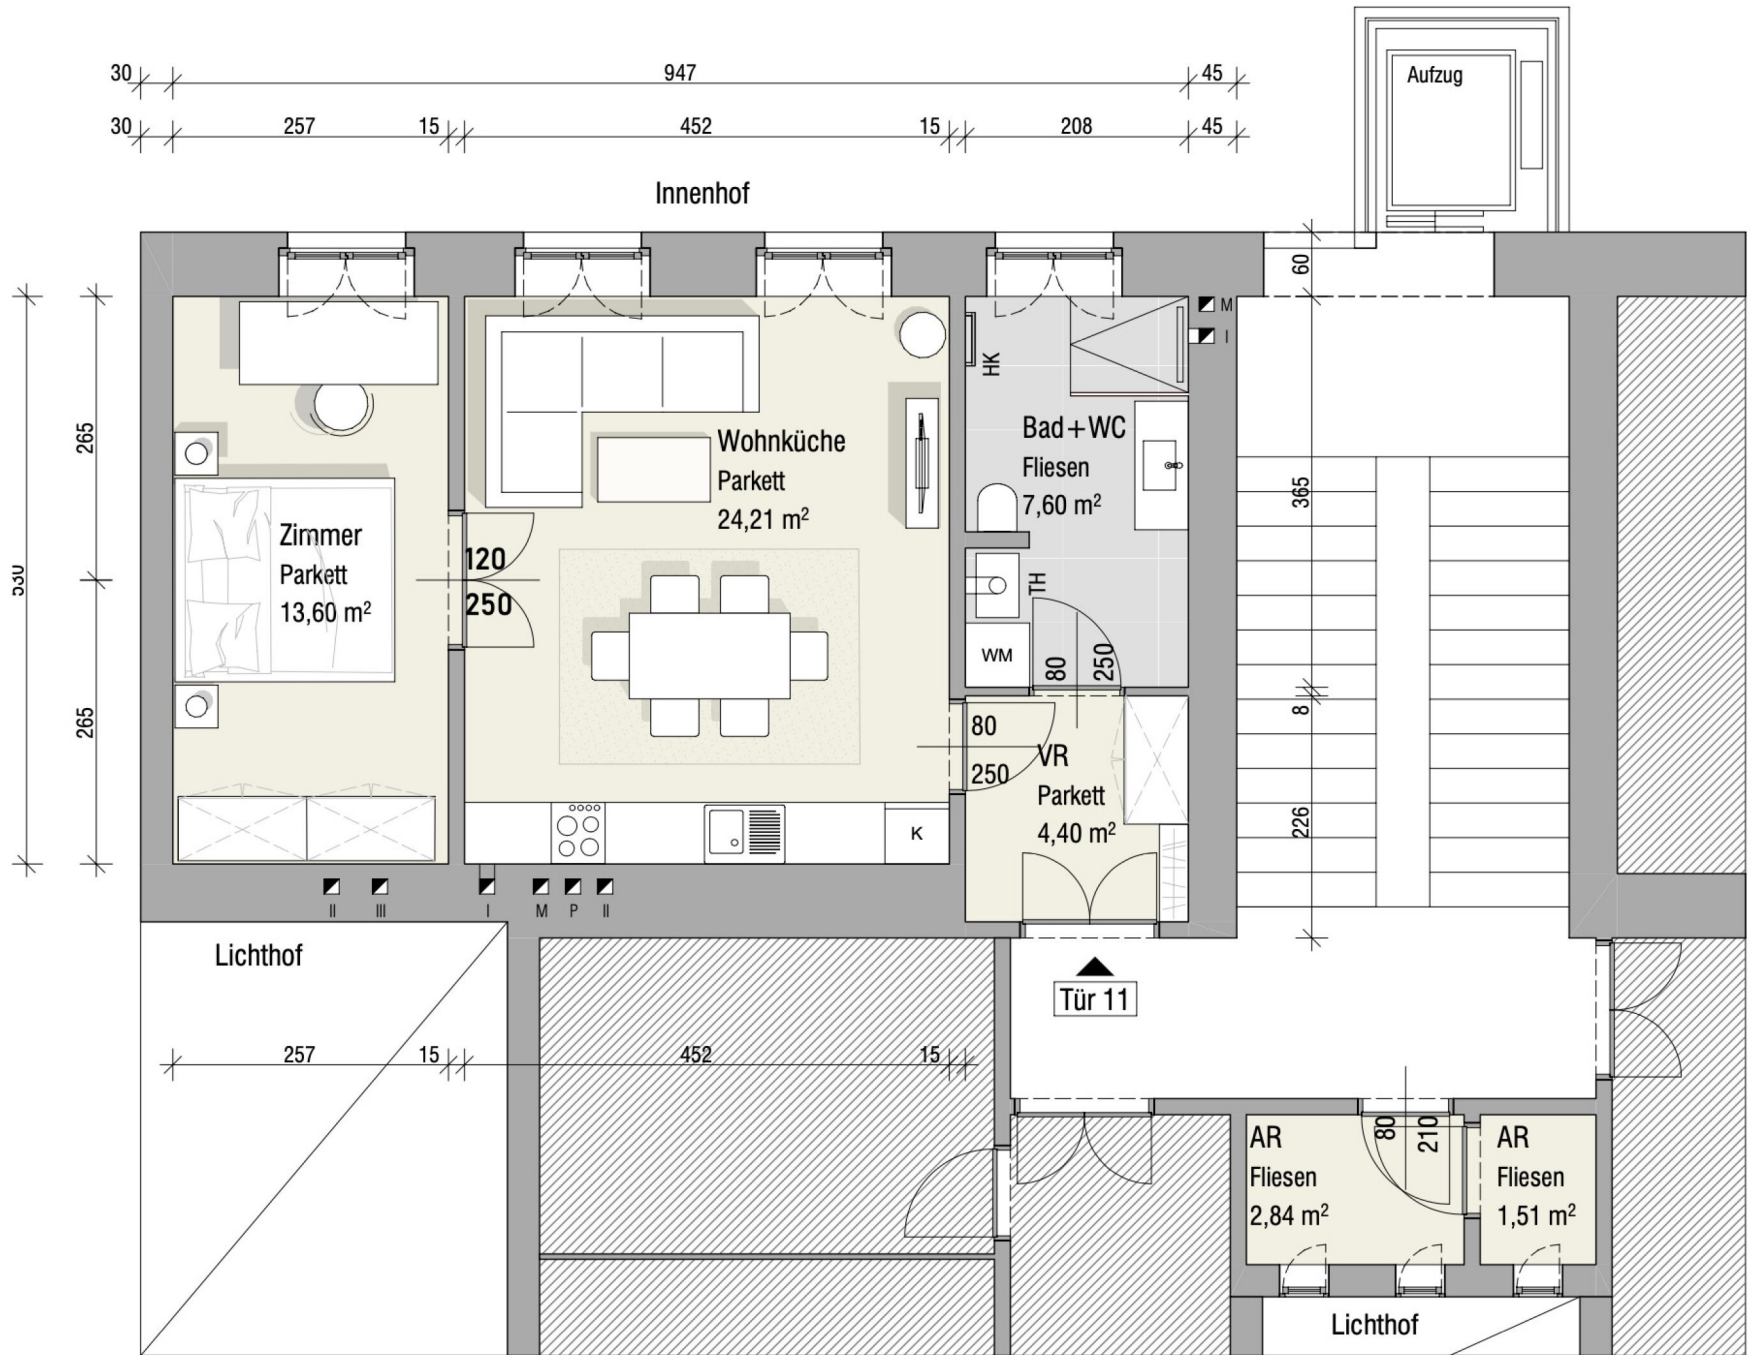 30
947
45
30
257
15
452
15
208
45
Aufzug
Innenhof
60
M
I
HK
265
Wohnküche
Parkett
24,21 m²
Bad+WC
Fliesen
7,60 m²
365
Zimmer
Parkett
13,60 m²
120
250
530
TH
WM
80
250
8
265
80
250
VR
Parkett
4,40 m²
226
K
II
III
I
M
P
II
Lichthof
Tür 11
257
15
452
15
80
210
AR
Fliesen
2,84 m²
AR
Fliesen
1,51 m²
Lichthof